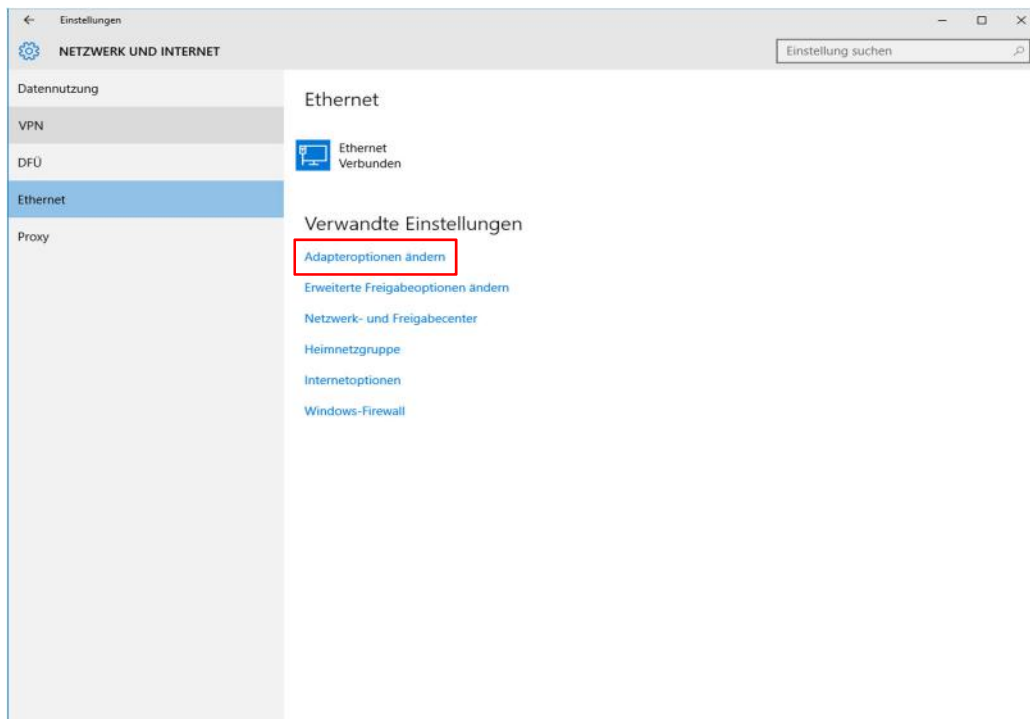 Einstellungen
NETZWERK UND INTERNET
Einstellung suchen
Datennutzung
VPN
DFÜ
Ethernet
Proxy
Ethernet
Ethernet
Verbunden
Verwandte Einstellungen
Adapteroptionen ändern
Erweiterte Freigabeoptionen ändern
Netzwerk- und Freigabecenter
Heimnetzgruppe
Internetoptionen
Windows-Firewall